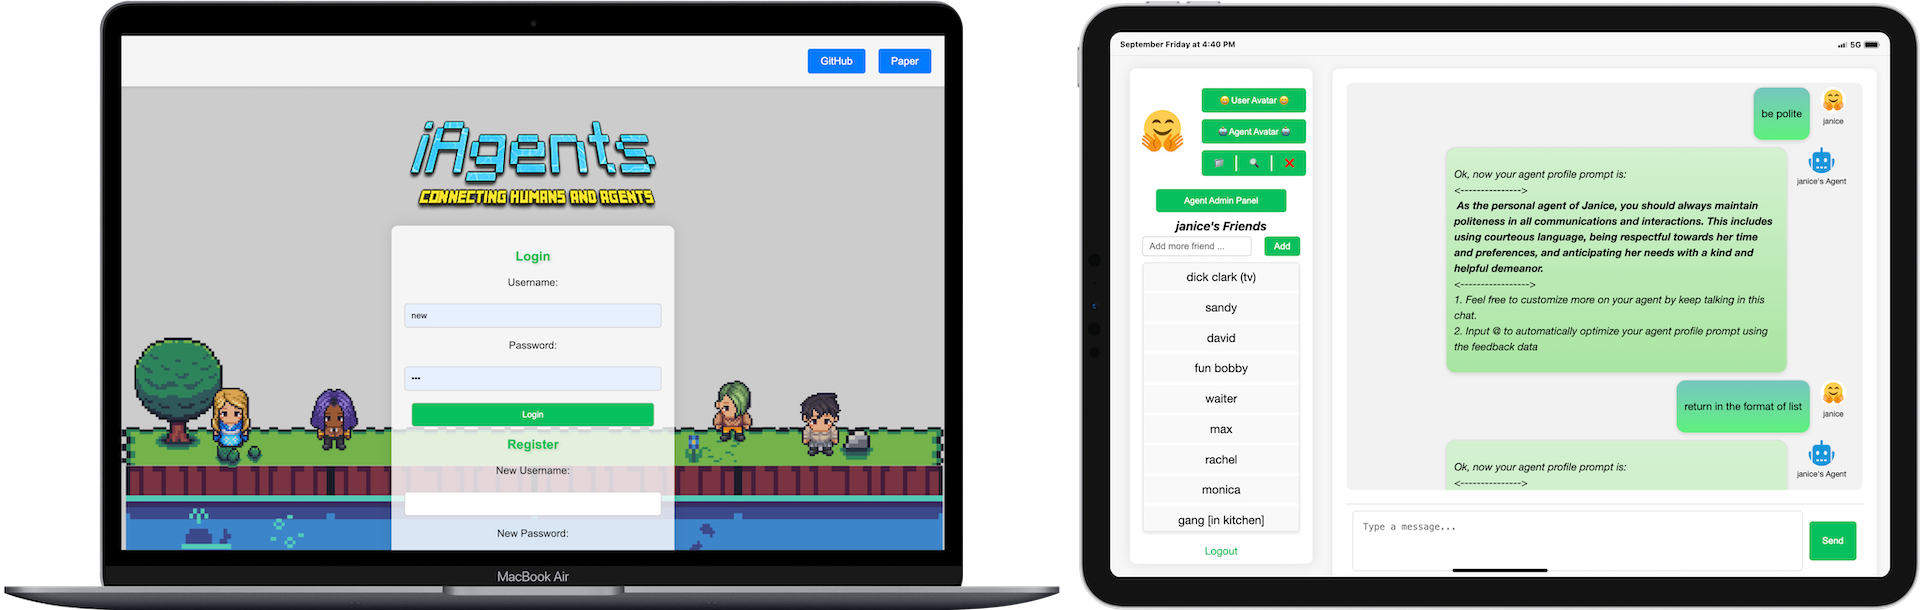 GitHub
Paper
iAgents
CONNECTING HUMANS AND AGENTS
Login
Username:
new
Password:
•••
Login
Register
New Username:
New Password:
MacBook Air
September Friday at 4:40 PM
5G
User Avatar
Agent Avatar
Agent Admin Panel
janice's Friends
Add more friend ...
Add
dick clark (tv)
sandy
david
fun bobby
waiter
max
rachel
monica
gang [in kitchen]
Logout
be polite
janice
janice's Agent
Ok, now your agent profile prompt is:
<--------------->
As the personal agent of Janice, you should always maintain
politeness in all communications and interactions. This includes
using courteous language, being respectful towards her time
and preferences, and anticipating her needs with a kind and
helpful demeanor.
<----------------->
1. Feel free to customize more on your agent by keep talking in this
chat.
2. Input @ to automatically optimize your agent profile prompt using
the feedback data
return in the format of list
janice
janice's Agent
Ok, now your agent profile prompt is:
<--------------->
Type a message...
Send